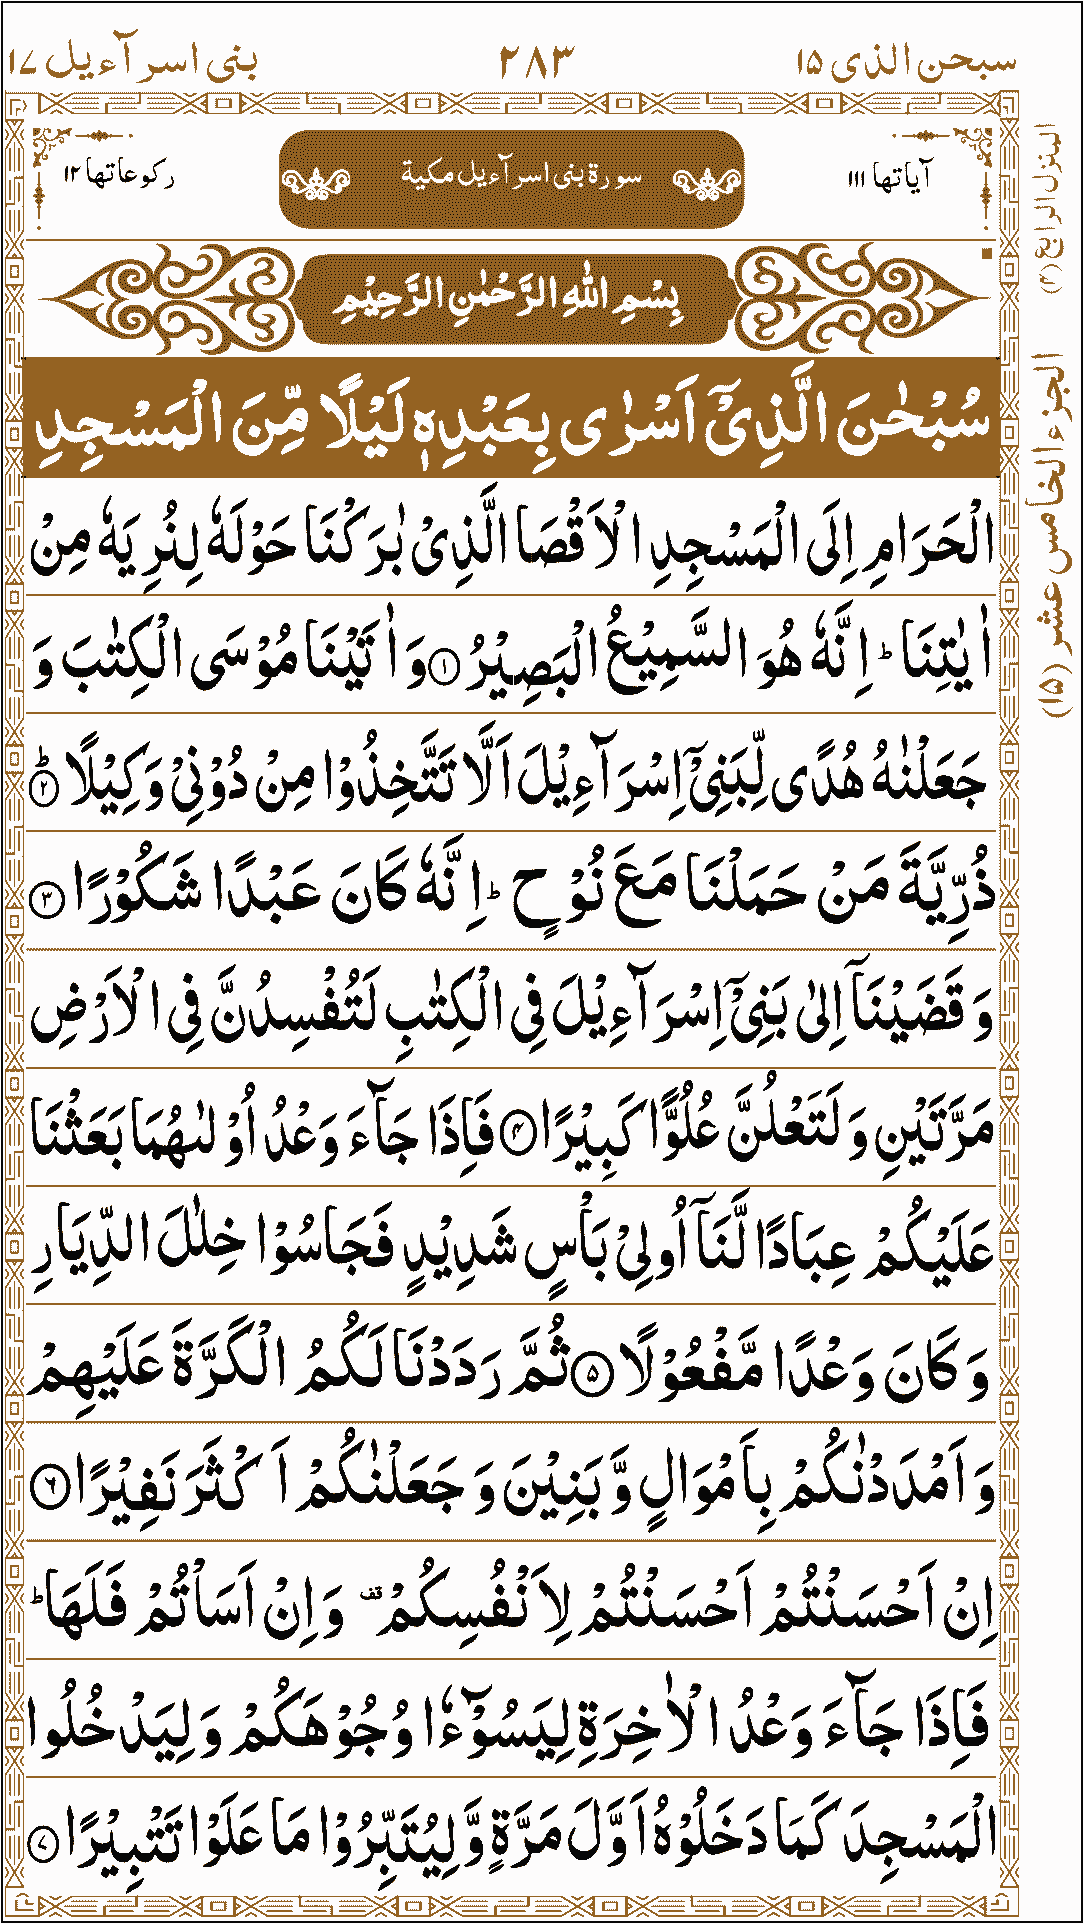 سبحن الذی ۱۵
۲۸۳
بنی اسرآءیل ۱۷
آیاتها ۱۱۱
سورة بنی اسرآءیل مکیة
رکوعاتها ۱۲
بِسْمِ اللّٰهِ الرَّحْمٰنِ الرَّحِیْمِ
سُبْحٰنَ الَّذِیْۤ اَسْرٰی بِعَبْدِهٖ لَیْلًا مِّنَ الْمَسْجِدِ
الْحَرَامِ اِلَی الْمَسْجِدِ الْاَقْصَا الَّذِیْ بٰرَكْنَا حَوْلَهٗ لِنُرِیَهٗ مِنْ
اٰیٰتِنَاؕ اِنَّهٗ هُوَ السَّمِیْعُ الْبَصِیْرُ ۱ وَ اٰتَیْنَا مُوْسَی الْكِتٰبَ وَ
جَعَلْنٰهُ هُدًی لِّبَنِیْۤ اِسْرَآءِیْلَ اَلَّا تَتَّخِذُوْا مِنْ دُوْنِیْ وَكِیْلًاؕ ۲
ذُرِّیَّةَ مَنْ حَمَلْنَا مَعَ نُوْحٍؕ اِنَّهٗ كَانَ عَبْدًا شَكُوْرًا ۳
وَ قَضَیْنَاۤ اِلٰی بَنِیْۤ اِسْرَآءِیْلَ فِی الْكِتٰبِ لَتُفْسِدُنَّ فِی الْاَرْضِ
مَرَّتَیْنِ وَ لَتَعْلُنَّ عُلُوًّا كَبِیْرًا ۴ فَاِذَا جَآءَ وَعْدُ اُوْلٰىهُمَا بَعَثْنَا
عَلَیْكُمْ عِبَادًا لَّنَاۤ اُولِیْ بَاْسٍ شَدِیْدٍ فَجَاسُوْا خِلٰلَ الدِّیَارِ
وَ كَانَ وَعْدًا مَّفْعُوْلًا ۵ ثُمَّ رَدَدْنَا لَكُمُ الْكَرَّةَ عَلَیْهِمْ
وَ اَمْدَدْنٰكُمْ بِاَمْوَالٍ وَّ بَنِیْنَ وَ جَعَلْنٰكُمْ اَكْثَرَ نَفِیْرًا ۶
اِنْ اَحْسَنْتُمْ اَحْسَنْتُمْ لِاَنْفُسِكُمْ قف وَ اِنْ اَسَاْتُمْ فَلَهَاؕ
فَاِذَا جَآءَ وَعْدُ الْاٰخِرَةِ لِیَسُوْٓءٗا وُجُوْهَكُمْ وَ لِیَدْخُلُوا
الْمَسْجِدَ كَمَا دَخَلُوْهُ اَوَّلَ مَرَّةٍ وَّ لِیُتَبِّرُوْا مَا عَلَوْا تَتْبِیْرًا ۷
المنزل الرابع (۴)
الجزء الخامس عشر (۱۵)